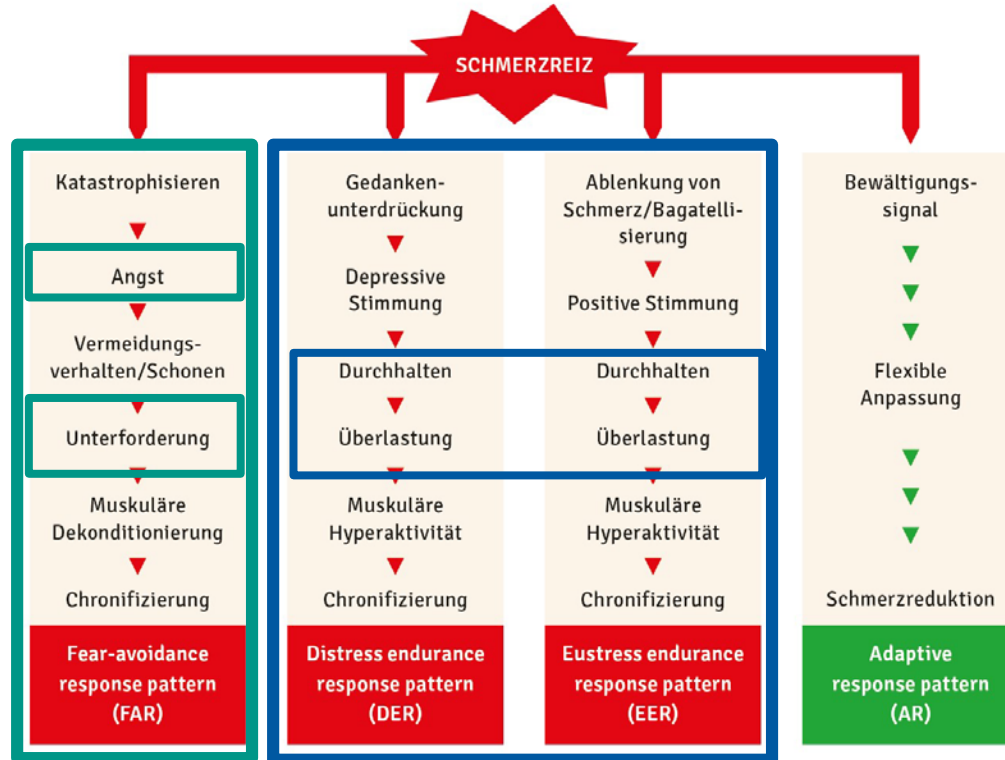 SCHMERZREIZ
Katastrophisieren
Angst
Vermeidungs-
verhalten/Schonen
Unterforderung
Muskuläre
Dekonditionierung
Chronifizierung
Fear-avoidance
response pattern
(FAR)
Gedanken-
unterdrückung
Depressive
Stimmung
Durchhalten
Überlastung
Muskuläre
Hyperaktivität
Chronifizierung
Distress endurance
response pattern
(DER)
Ablenkung von
Schmerz/Bagatelli-
sierung
Positive Stimmung
Durchhalten
Überlastung
Muskuläre
Hyperaktivität
Chronifizierung
Eustress endurance
response pattern
(EER)
Bewältigungs-
signal
Flexible
Anpassung
Schmerzreduktion
Adaptive
response pattern
(AR)